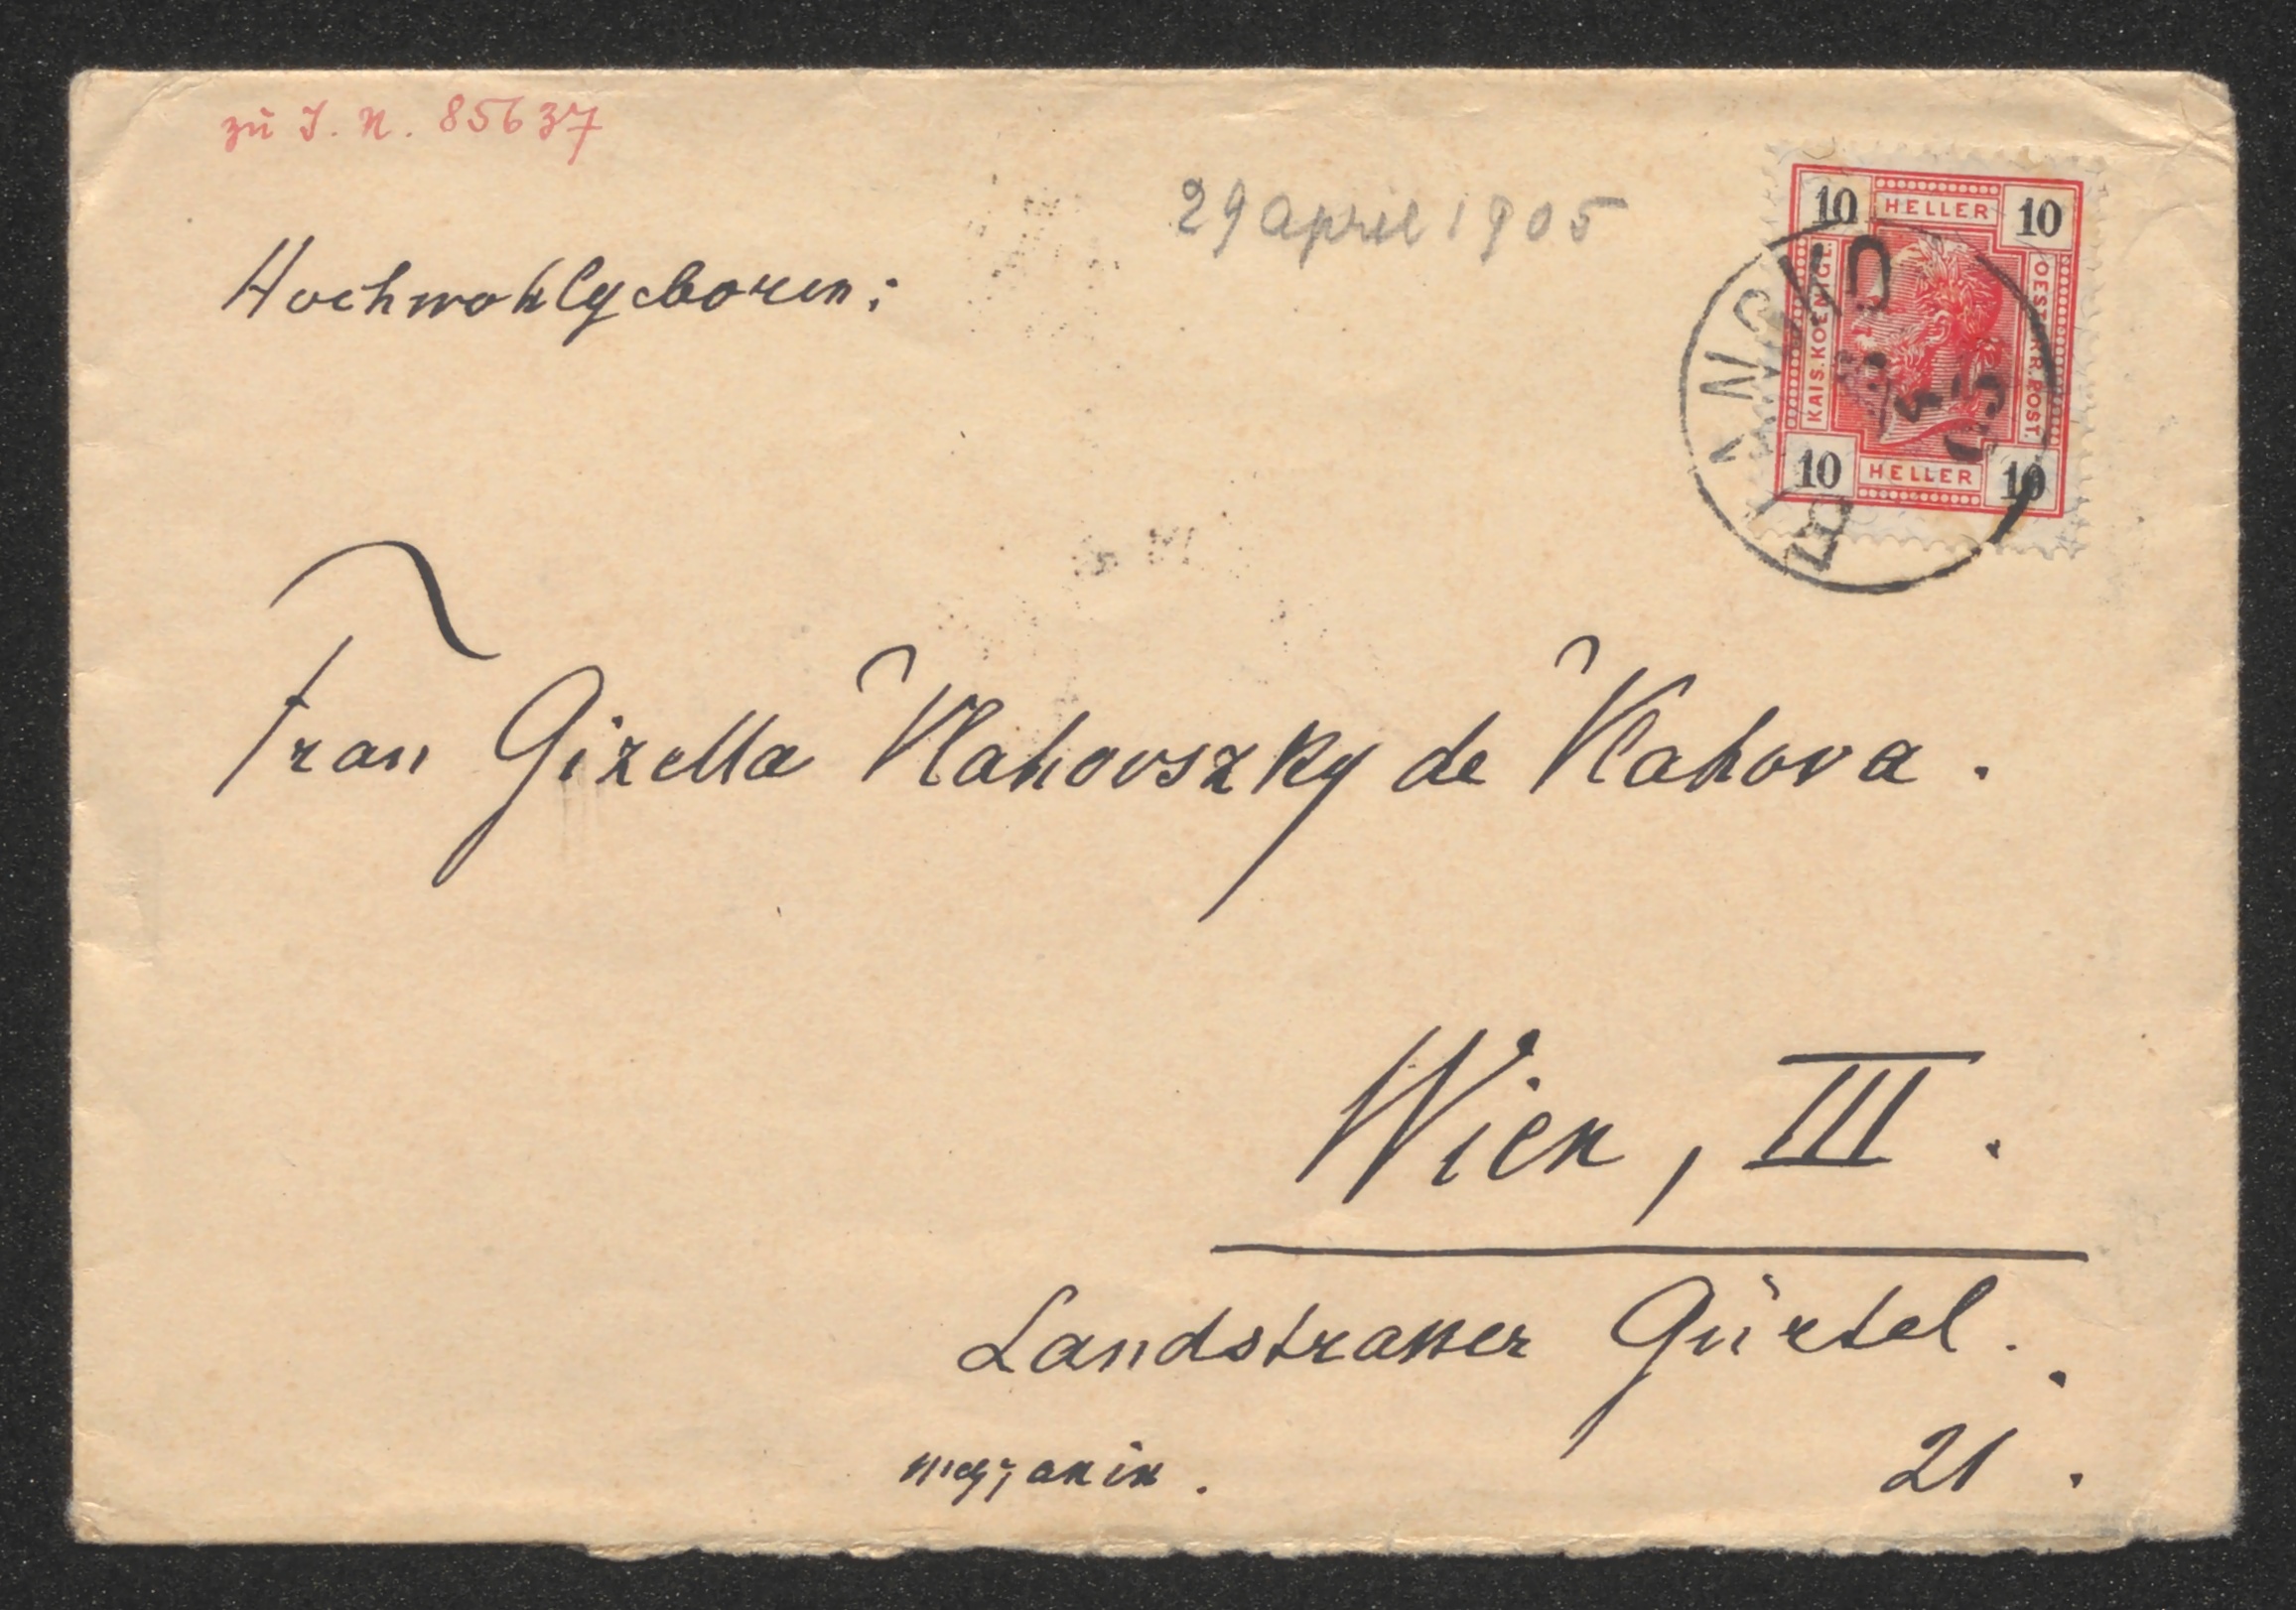 zu I. N. 85637
29 april 1905
Hochwohlgeboren:
10 HELLER 10
KAIS. KOENIGL. OESTERR. POST.
10 HELLER 10
Frau Gizella Vlahovszky de Vlahova.
Wien, III.
Landstrasser Gürtel.
21.